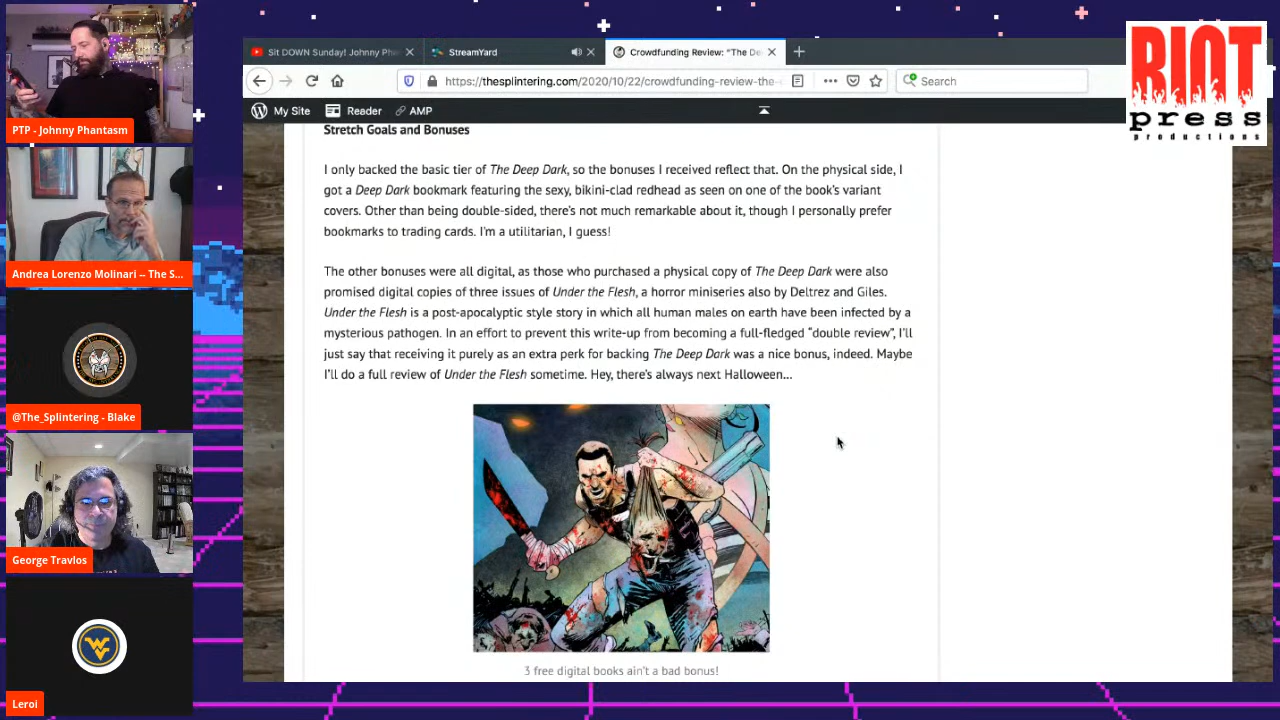 PTP - Johnny Phantasm
Andrea Lorenzo Molinari -- The S...
@The_Splintering - Blake
George Travlos
Leroi
Sit DOWN Sunday! Johnny Pha
StreamYard
Crowdfunding Review: "The De
https://thesplintering.com/2020/10/22/crowdfunding-review-the-
Search
My Site
Reader
AMP
RIOT
press
productions
Stretch Goals and Bonuses
I only backed the basic tier of The Deep Dark, so the bonuses I received reflect that. On the physical side, I
got a Deep Dark bookmark featuring the sexy, bikini-clad redhead as seen on one of the book's variant
covers. Other than being double-sided, there's not much remarkable about it, though I personally prefer
bookmarks to trading cards. I'm a utilitarian, I guess!
The other bonuses were all digital, as those who purchased a physical copy of The Deep Dark were also
promised digital copies of three issues of Under the Flesh, a horror miniseries also by Deltrez and Giles.
Under the Flesh is a post-apocalyptic style story in which all human males on earth have been infected by a
mysterious pathogen. In an effort to prevent this write-up from becoming a full-fledged “double review”, I'll
just say that receiving it purely as an extra perk for backing The Deep Dark was a nice bonus, indeed. Maybe
I'll do a full review of Under the Flesh sometime. Hey, there's always next Halloween...
3 free digital books ain't a bad bonus!